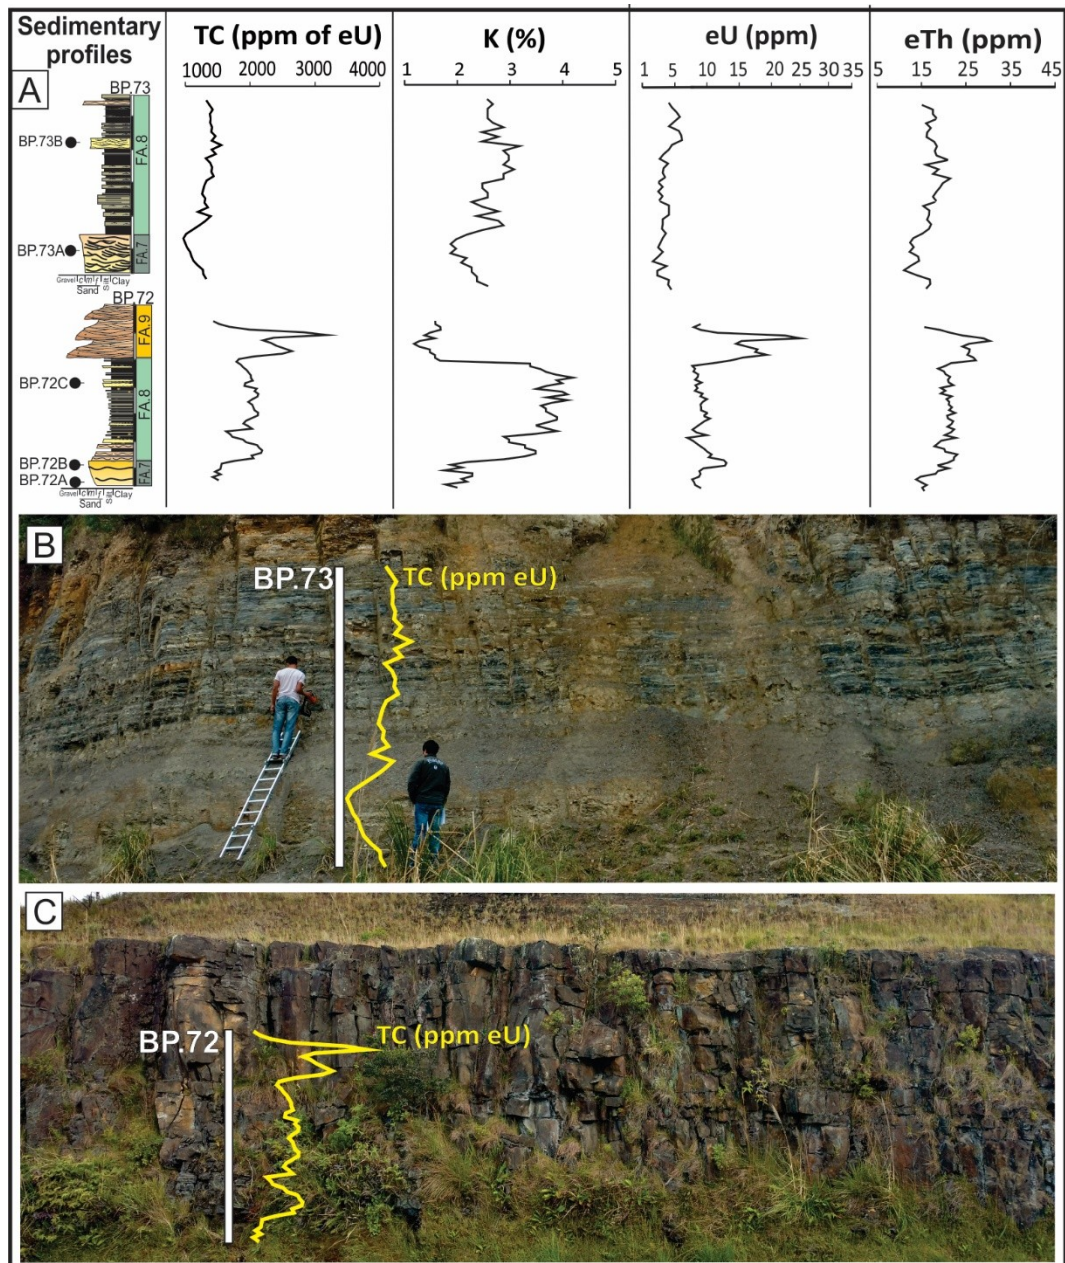 Sedimentary profiles
TC (ppm of eU)
K (%)
eU (ppm)
eTh (ppm)
1000 2000 3000 4000
1 2 3 4 5
1 5 10 15 20 25 30 35
5 15 25 35 45
A
BP.73
BP.73B
FA.8
BP.73A
FA.7
Gravel c m f Silt Clay
Sand
BP.72
FA.9
BP.72C
FA.8
BP.72B
FA.7
BP.72A
Gravel c m f Silt Clay
Sand
B
BP.73
TC (ppm eU)
C
BP.72
TC (ppm eU)